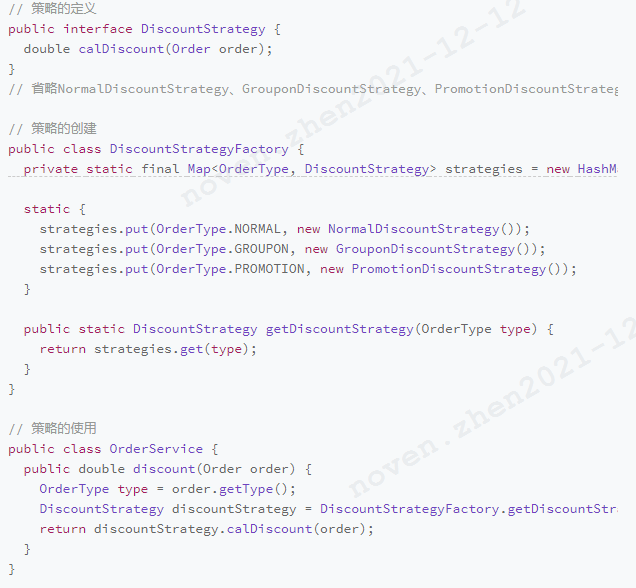 // 策略的定义
public interface DiscountStrategy {
  double calDiscount(Order order);
}
// 省略NormalDiscountStrategy、GrouponDiscountStrategy、PromotionDiscountStrateg

// 策略的创建
public class DiscountStrategyFactory {
  private static final Map<OrderType, DiscountStrategy> strategies = new HashM

  static {
    strategies.put(OrderType.NORMAL, new NormalDiscountStrategy());
    strategies.put(OrderType.GROUPON, new GrouponDiscountStrategy());
    strategies.put(OrderType.PROMOTION, new PromotionDiscountStrategy());
  }

  public static DiscountStrategy getDiscountStrategy(OrderType type) {
    return strategies.get(type);
  }
}

// 策略的使用
public class OrderService {
  public double discount(Order order) {
    OrderType type = order.getType();
    DiscountStrategy discountStrategy = DiscountStrategyFactory.getDiscountStra
    return discountStrategy.calDiscount(order);
  }
}
noven.zhen2021-12-12
noven.zhen2021-12